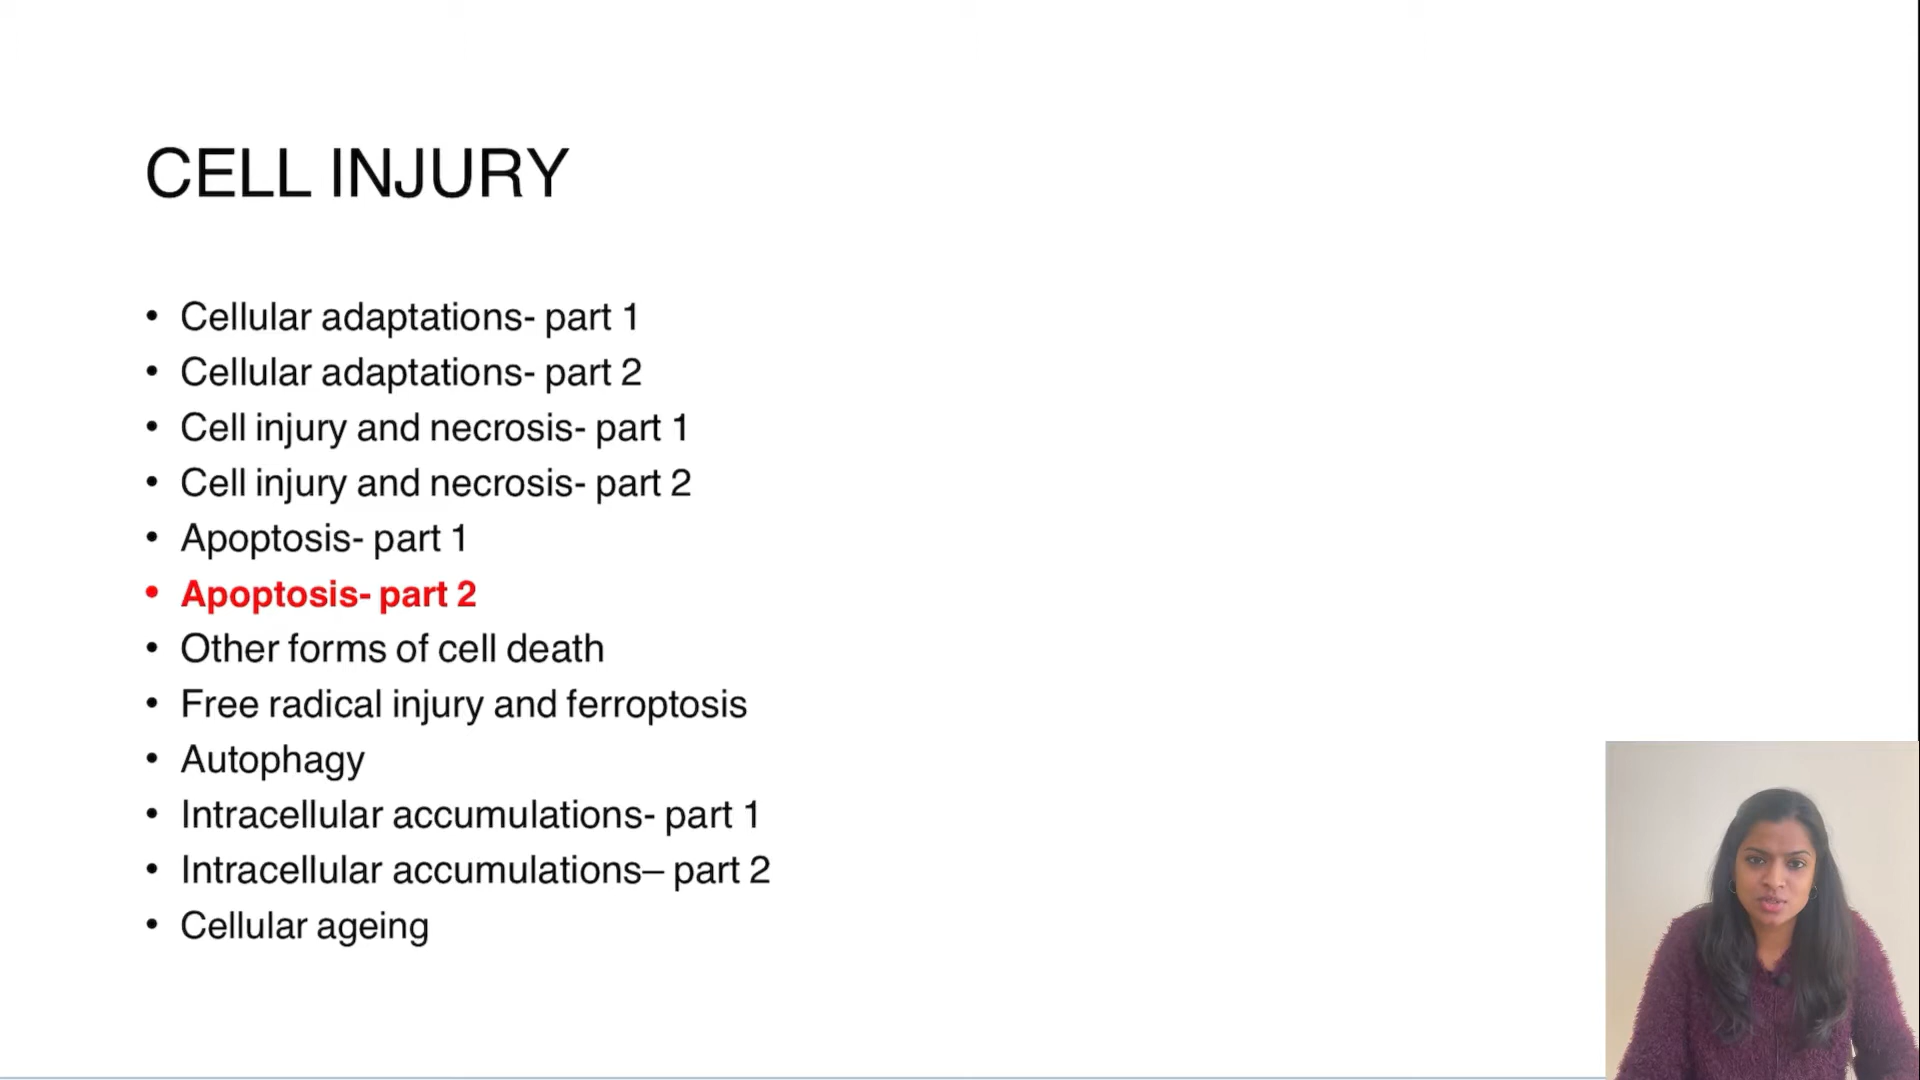 CELL INJURY
• Cellular adaptations- part 1
• Cellular adaptations- part 2
• Cell injury and necrosis- part 1
• Cell injury and necrosis- part 2
• Apoptosis- part 1
• Apoptosis- part 2
• Other forms of cell death
• Free radical injury and ferroptosis
• Autophagy
• Intracellular accumulations- part 1
• Intracellular accumulations– part 2
• Cellular ageing